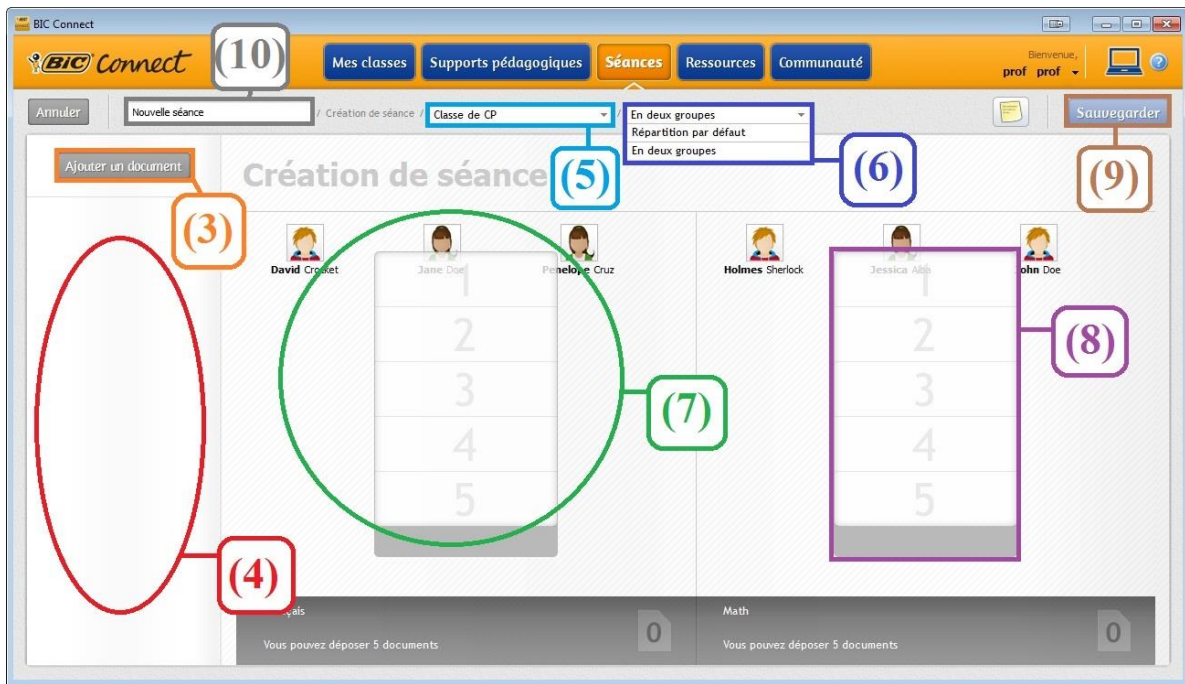 BIC Connect
BIC Connect
(10)
Mes classes
Supports pédagogiques
Séances
Ressources
Communauté
Bienvenue,
prof prof
?
Annuler
Nouvelle séance
/ Création de séance /
Classe de CP
/
En deux groupes
Répartition par défaut
En deux groupes
Sauvegarder
Ajouter un document
Création de séance
(5)
(6)
(9)
(3)
David Crocket
Jane Doe
Penelope Cruz
Holmes Sherlock
Jessica Alba
John Doe
1
2
3
4
5
(7)
1
2
3
4
5
(8)
(4)
Vous pouvez déposer 5 documents
0
Math
Vous pouvez déposer 5 documents
0